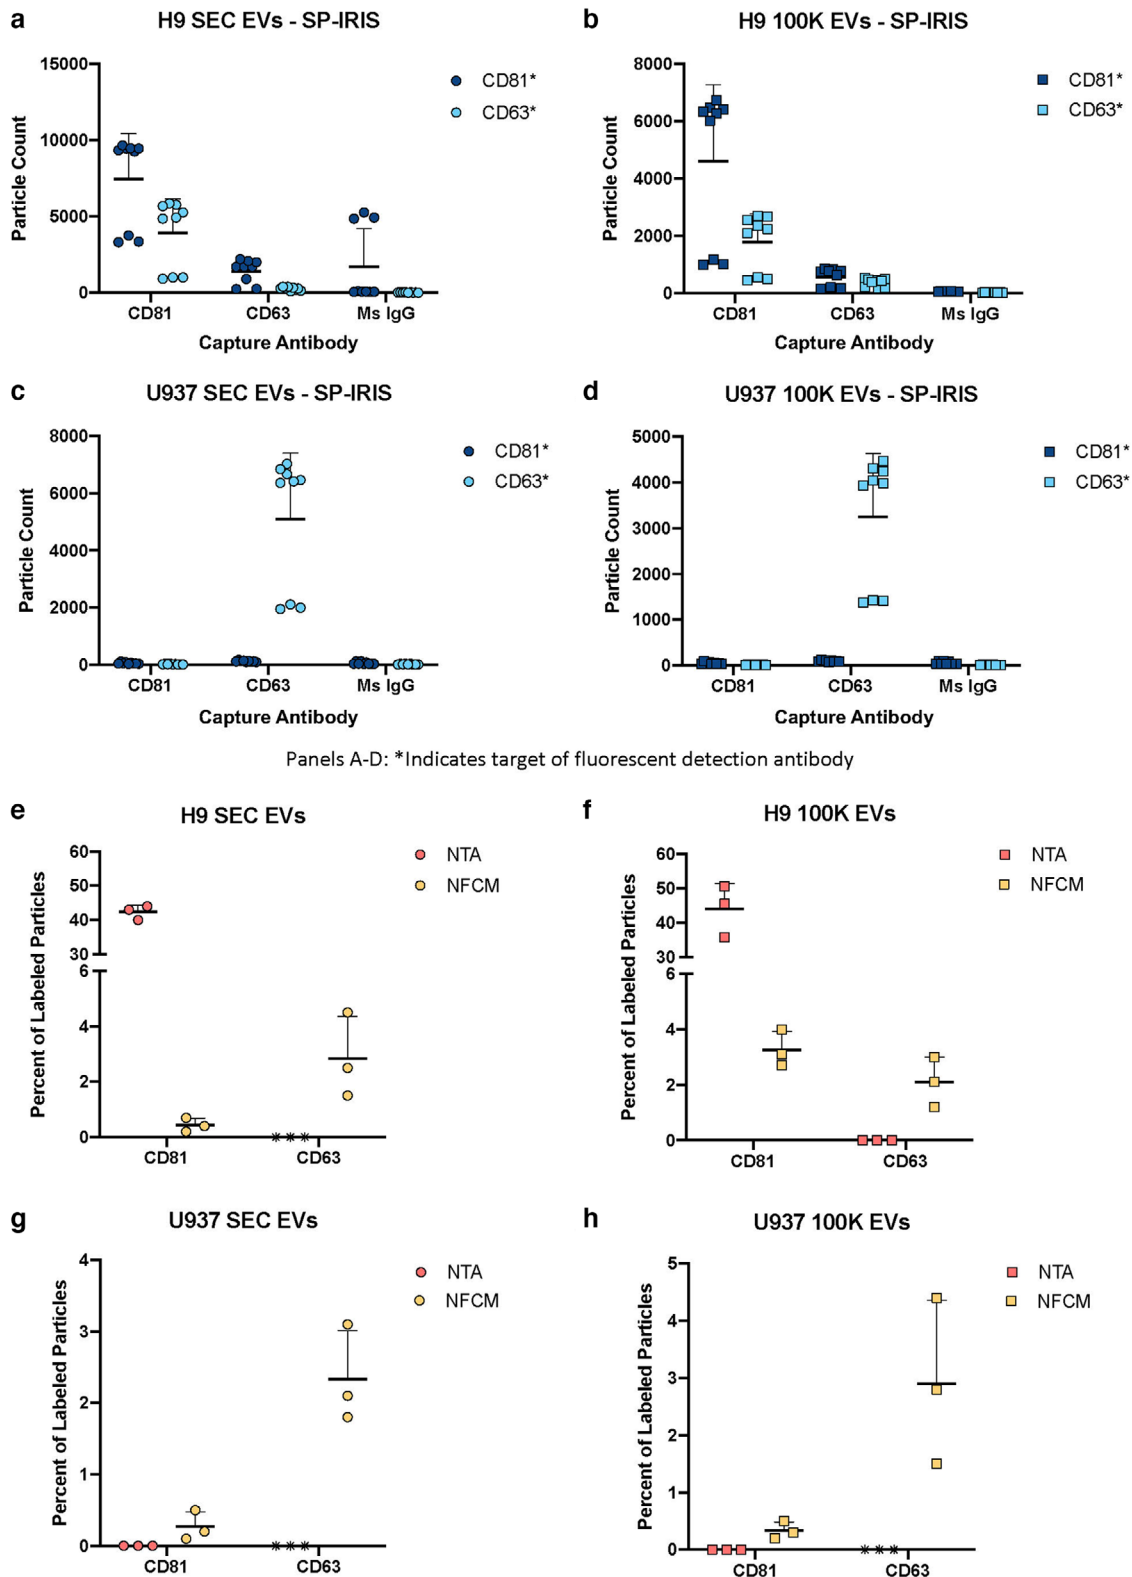 a
H9 SEC EVs - SP-IRIS
15000
10000
5000
0
Particle Count
CD81*
CD63*
CD81
CD63
Ms IgG
Capture Antibody
b
H9 100K EVs - SP-IRIS
8000
6000
4000
2000
0
Particle Count
CD81*
CD63*
CD81
CD63
Ms IgG
Capture Antibody
c
U937 SEC EVs - SP-IRIS
8000
6000
4000
2000
0
Particle Count
CD81*
CD63*
CD81
CD63
Ms IgG
Capture Antibody
d
U937 100K EVs - SP-IRIS
5000
4000
3000
2000
1000
0
Particle Count
CD81*
CD63*
CD81
CD63
Ms IgG
Capture Antibody
Panels A-D: *Indicates target of fluorescent detection antibody
e
H9 SEC EVs
60
50
40
30
6
4
2
0
Percent of Labeled Particles
NTA
NFCM
CD81
CD63
f
H9 100K EVs
60
50
40
30
6
4
2
0
Percent of Labeled Particles
NTA
NFCM
CD81
CD63
g
U937 SEC EVs
4
3
2
1
0
Percent of Labeled Particles
NTA
NFCM
CD81
CD63
h
U937 100K EVs
5
4
3
2
1
0
Percent of Labeled Particles
NTA
NFCM
CD81
CD63